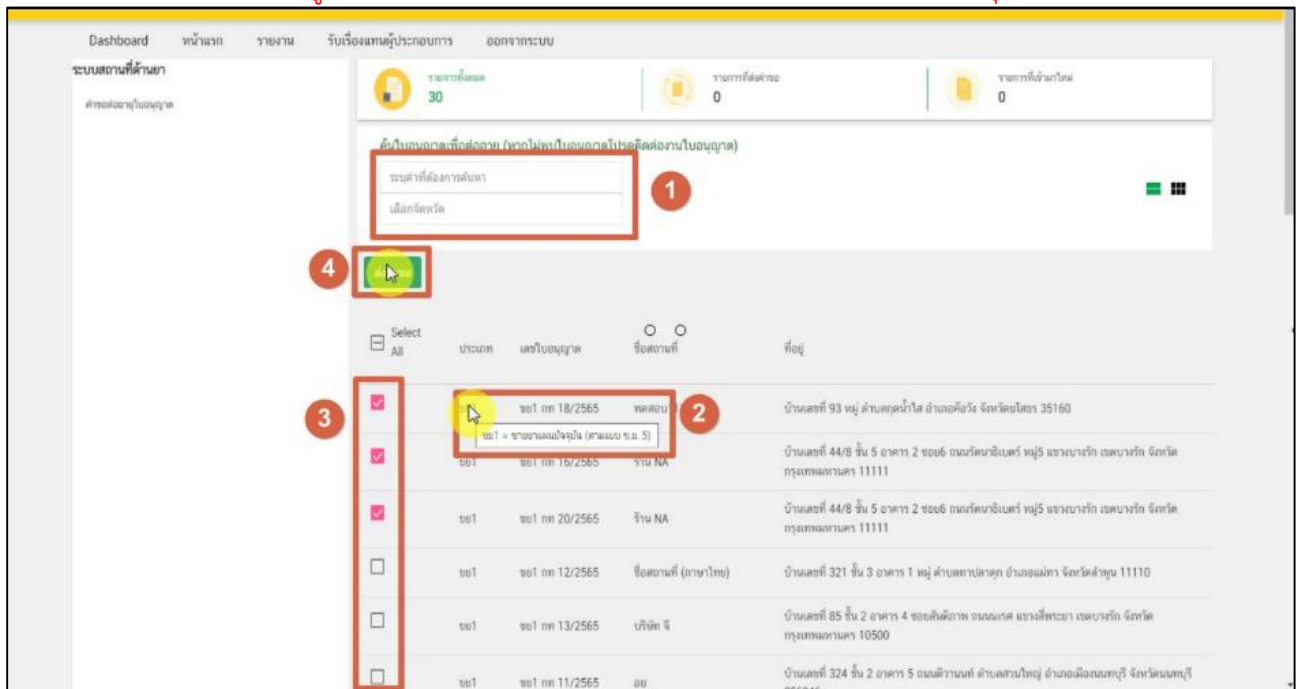 Dashboard หน้าแรก รายงาน รับเรื่องแทนผู้ประกอบการ ออกจากระบบ
ระบบสถานที่ด้านยา
คำขอต่ออายุใบอนุญาต
รายการทั้งหมด
30
รายการที่ส่งคำขอ
0
รายการที่เข้ามาใหม่
0
ค้นใบอนุญาตเพื่อต่ออายุ (หากไม่พบใบอนุญาตโปรดติดต่องานใบอนุญาต)
ระบุคำที่ต้องการค้นหา
เลือกจังหวัด
1
4
Select All ประเภท เลขใบอนุญาต ชื่อสถานที่ ที่อยู่
3
2
ขย1 กท 18/2565 ทดสอบ บ้านเลขที่ 93 หมู่ ตำบลกุดน้ำใส อำเภอค้อวัง จังหวัดยโสธร 35160
ขย1 = ขายยาแผนปัจจุบัน (ตามแบบ ข.ย. 5)
ขย1 ขย1 กท 16/2565 ร้าน NA บ้านเลขที่ 44/8 ชั้น 5 อาคาร 2 ซอย6 ถนนรัตนาธิเบศร์ หมู่5 แขวงบางรัก เขตบางรัก จังหวัด
กรุงเทพมหานคร 11111
ขย1 ขย1 กท 20/2565 ร้าน NA บ้านเลขที่ 44/8 ชั้น 5 อาคาร 2 ซอย6 ถนนรัตนาธิเบศร์ หมู่5 แขวงบางรัก เขตบางรัก จังหวัด
กรุงเทพมหานคร 11111
ขย1 ขย1 กท 12/2565 ชื่อสถานที่ (ภาษาไทย) บ้านเลขที่ 321 ชั้น 3 อาคาร 1 หมู่ ตำบลทาปลาดุก อำเภอแม่ทา จังหวัดลำพูน 11110
ขย1 ขย1 กท 13/2565 บริษัท จี บ้านเลขที่ 85 ชั้น 2 อาคาร 4 ซอยสันติภาพ ถนนนเรศ แขวงสี่พระยา เขตบางรัก จังหวัด
กรุงเทพมหานคร 10500
ขย1 ขย1 กท 11/2565 อย บ้านเลขที่ 324 ชั้น 2 อาคาร 5 ถนนติวานนท์ ตำบลสวนใหญ่ อำเภอเมืองนนทบุรี จังหวัดนนทบุรี